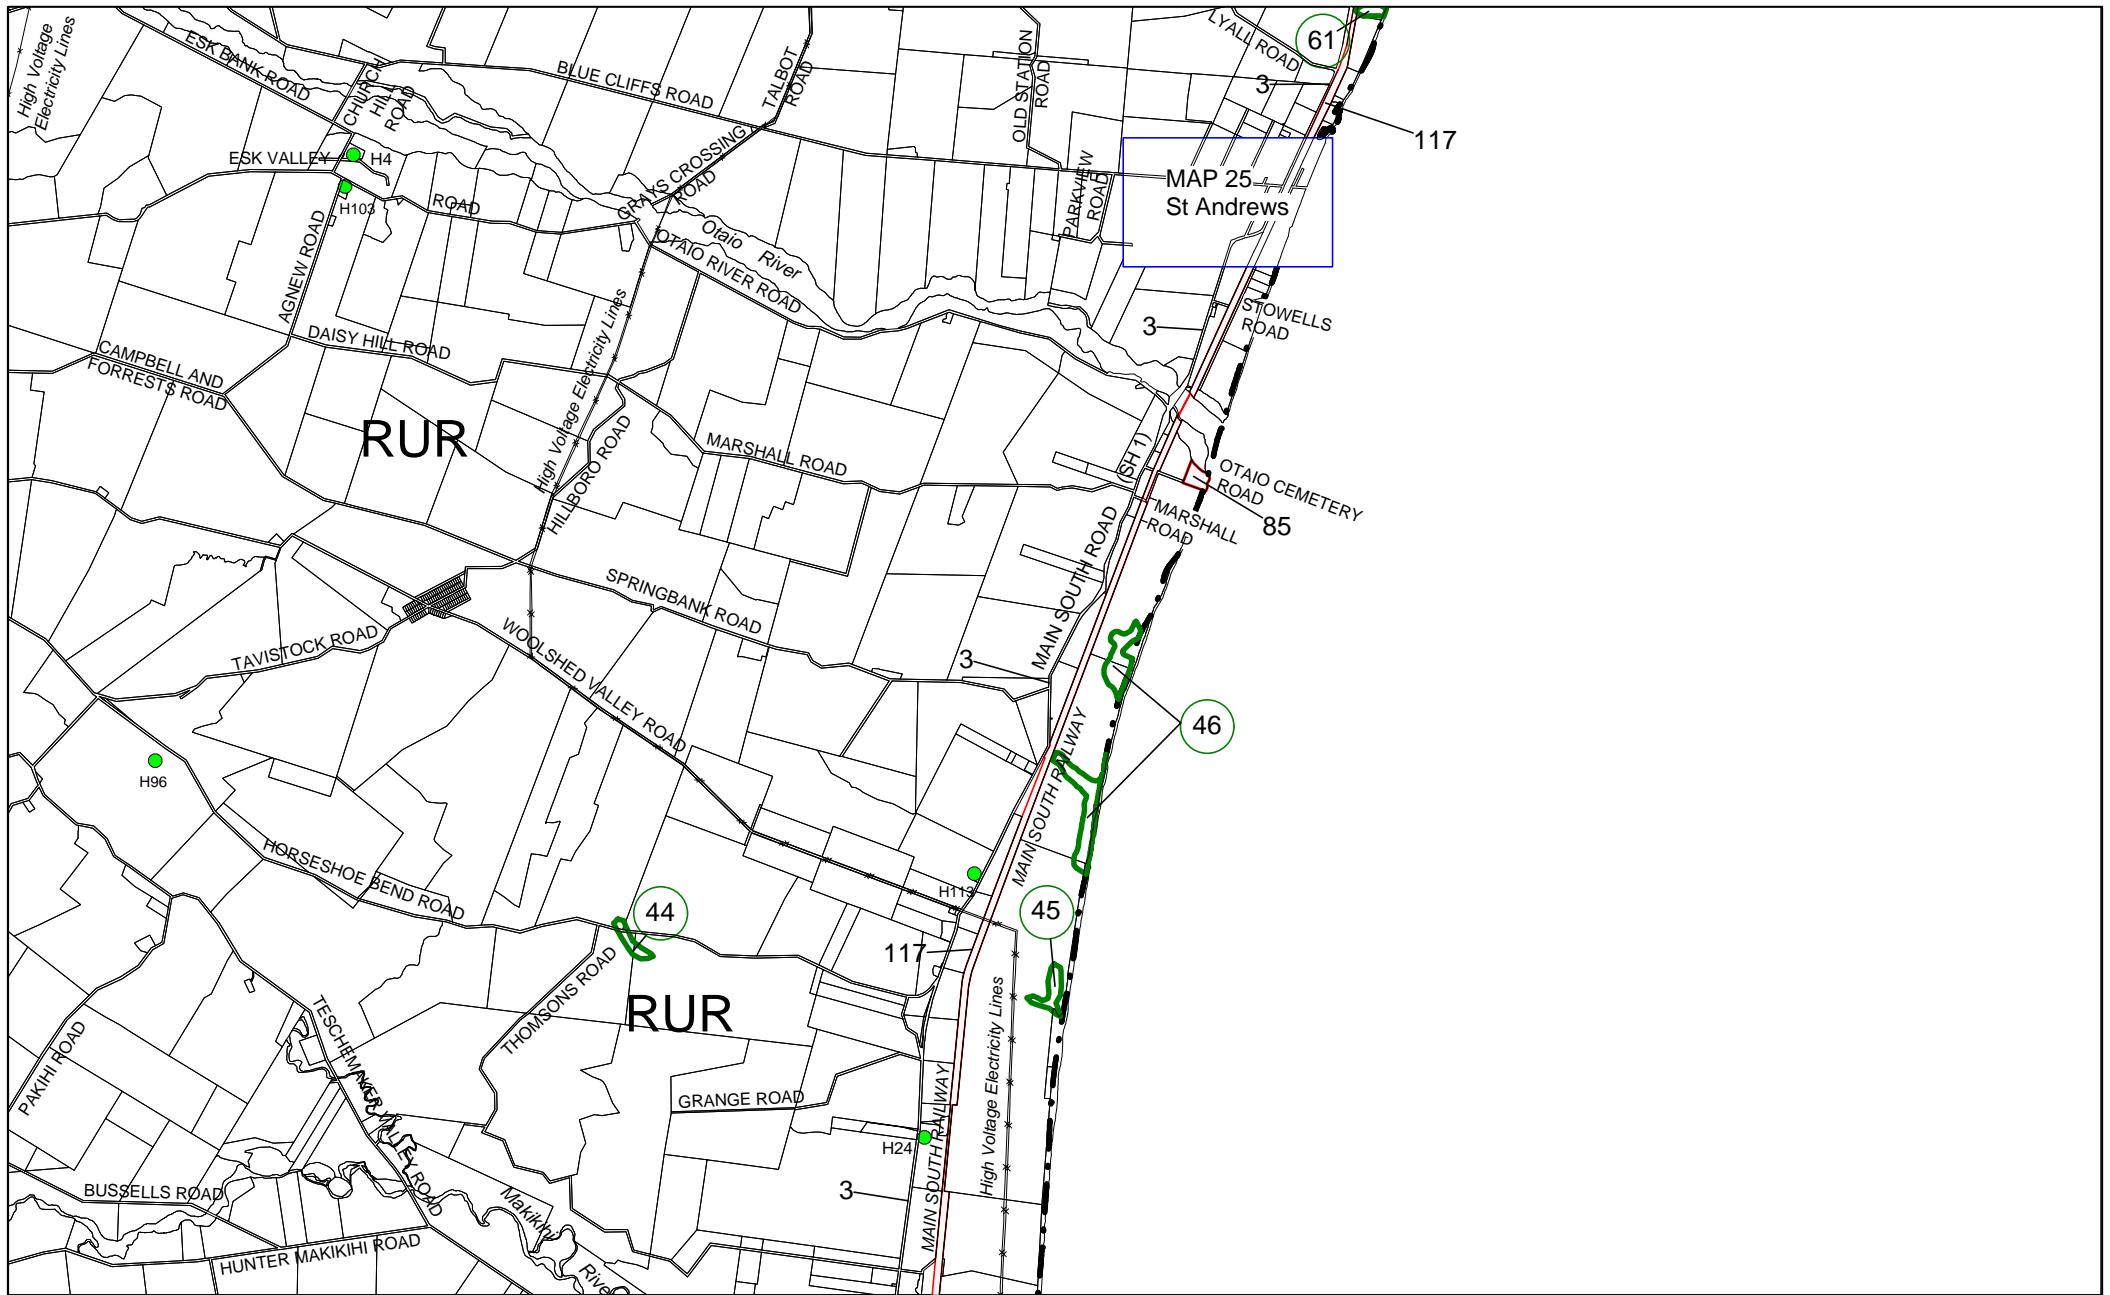 High Voltage
Electricity Lines
ESK BANK ROAD
CHURCH
HILL
ROAD
BLUE CLIFFS ROAD
TALBOT
ROAD
OLD STATION
ROAD
LYALL ROAD
61
3
117
ESK VALLEY
H4
H103
ROAD
GRAYS CROSSING
ROAD
PARKVIEW
ROAD
MAP 25
St Andrews
AGNEW ROAD
Otaio
River
OTAIO RIVER ROAD
STOWELLS
ROAD
3
DAISY HILL ROAD
CAMPBELL AND
FORRESTS ROAD
High Voltage Electricity Lines
RUR
HILLBORO ROAD
MARSHALL ROAD
(SH 1)
OTAIO CEMETERY
ROAD
85
MARSHALL
ROAD
MAIN SOUTH ROAD
SPRINGBANK ROAD
TAVISTOCK ROAD
WOOLSHED VALLEY ROAD
3
46
MAIN SOUTH RAILWAY
H96
HORSESHOE BEND ROAD
H113
44
45
117
THOMSONS ROAD
RUR
High Voltage Electricity Lines
TESCHEMAKER VALLEY ROAD
PAKIHI ROAD
GRANGE ROAD
H24
MAIN SOUTH RAILWAY
3
BUSSELLS ROAD
Makikihi
River
HUNTER MAKIKIHI ROAD